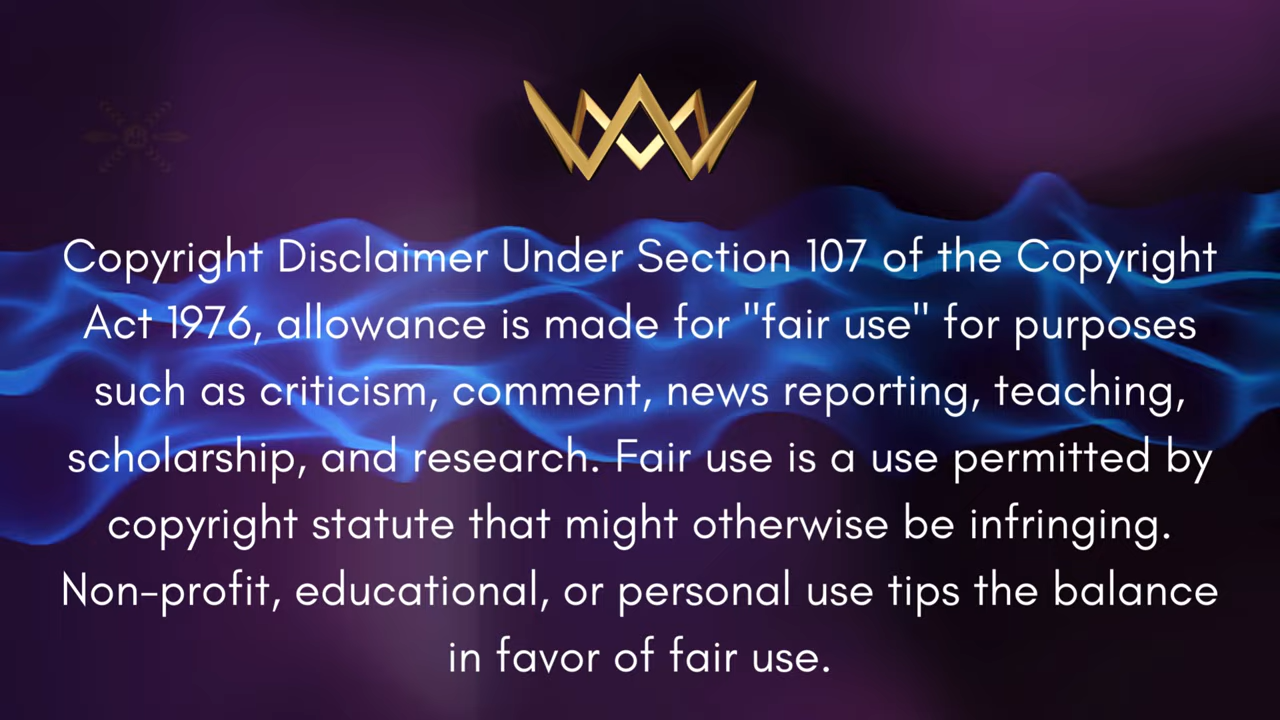 Copyright Disclaimer Under Section 107 of the Copyright
Act 1976, allowance is made for "fair use" for purposes
such as criticism, comment, news reporting, teaching,
scholarship, and research. Fair use is a use permitted by
copyright statute that might otherwise be infringing.
Non-profit, educational, or personal use tips the balance
in favor of fair use.